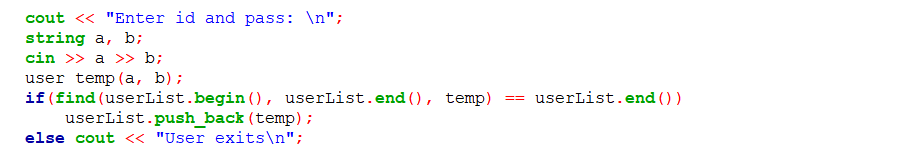 cout << "Enter id and pass: \n";
string a, b;
cin >> a >> b;
user temp(a, b);
if(find(userList.begin(), userList.end(), temp) == userList.end())
    userList.push_back(temp);
else cout << "User exits\n";